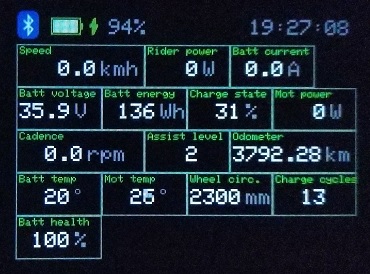 94% 19:27:08
Speed Rider power Batt current
0.0 kmh 0 W 0.0 A
Batt voltage Batt energy Charge state Mot power
35.9 V 136 Wh 31 % 0 W
Cadence Assist level Odometer
0.0 rpm 2 3792.28 km
Batt temp Mot temp Wheel circ. Charge cycles
20 ° 26 ° 2300 mm 13
Batt health
100 %